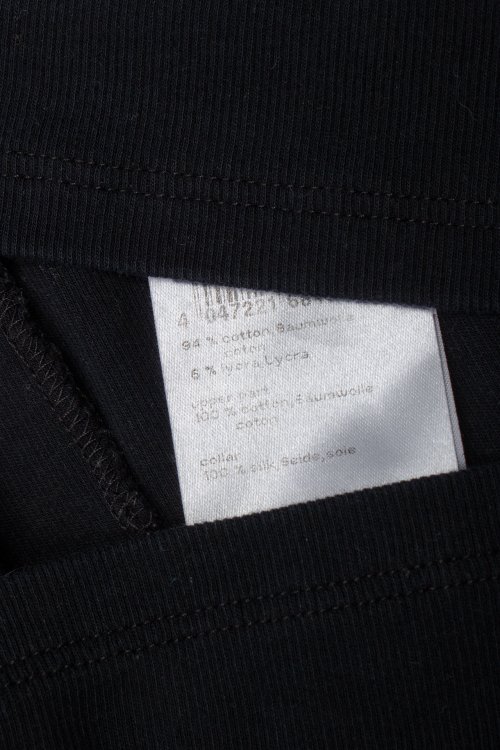 4 047221 68
94 % cotton Baumwolle
coton
6 % lycra Lycra
upper part
100 % cotton, Baumwolle
coton
collar
100 % silk, Seide, soie